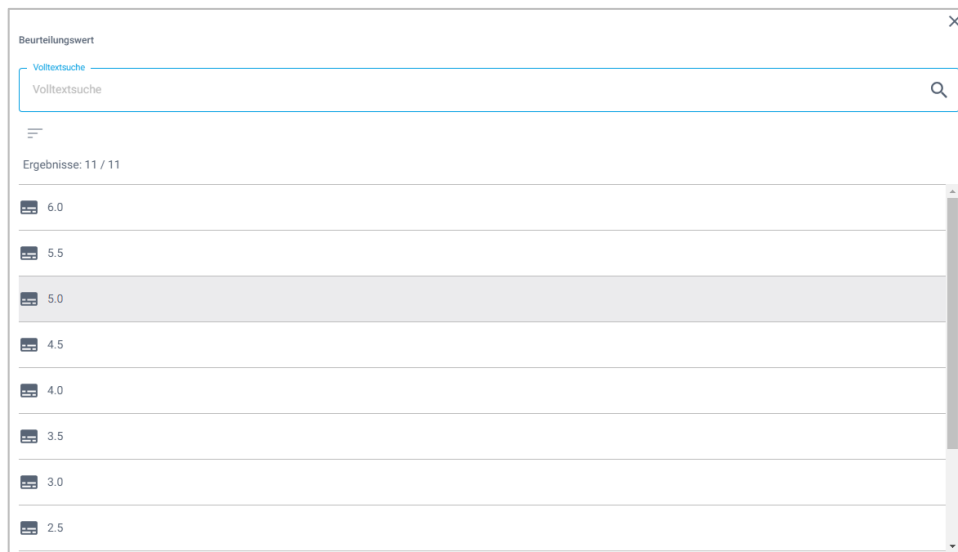 Beurteilungswert
Volltextsuche
Volltextsuche
Ergebnisse: 11 / 11
6.0
5.5
5.0
4.5
4.0
3.5
3.0
2.5